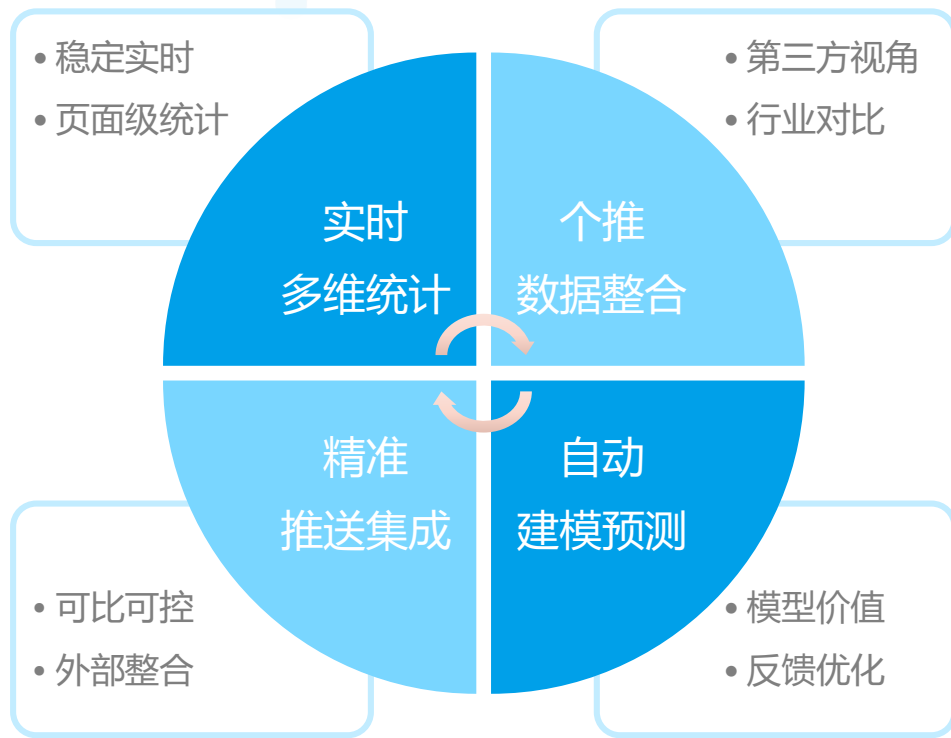 • 稳定实时
• 页面级统计
• 第三方视角
• 行业对比
实时
多维统计
个推
数据整合
精准
推送集成
自动
建模预测
• 可比可控
• 外部整合
• 模型价值
• 反馈优化